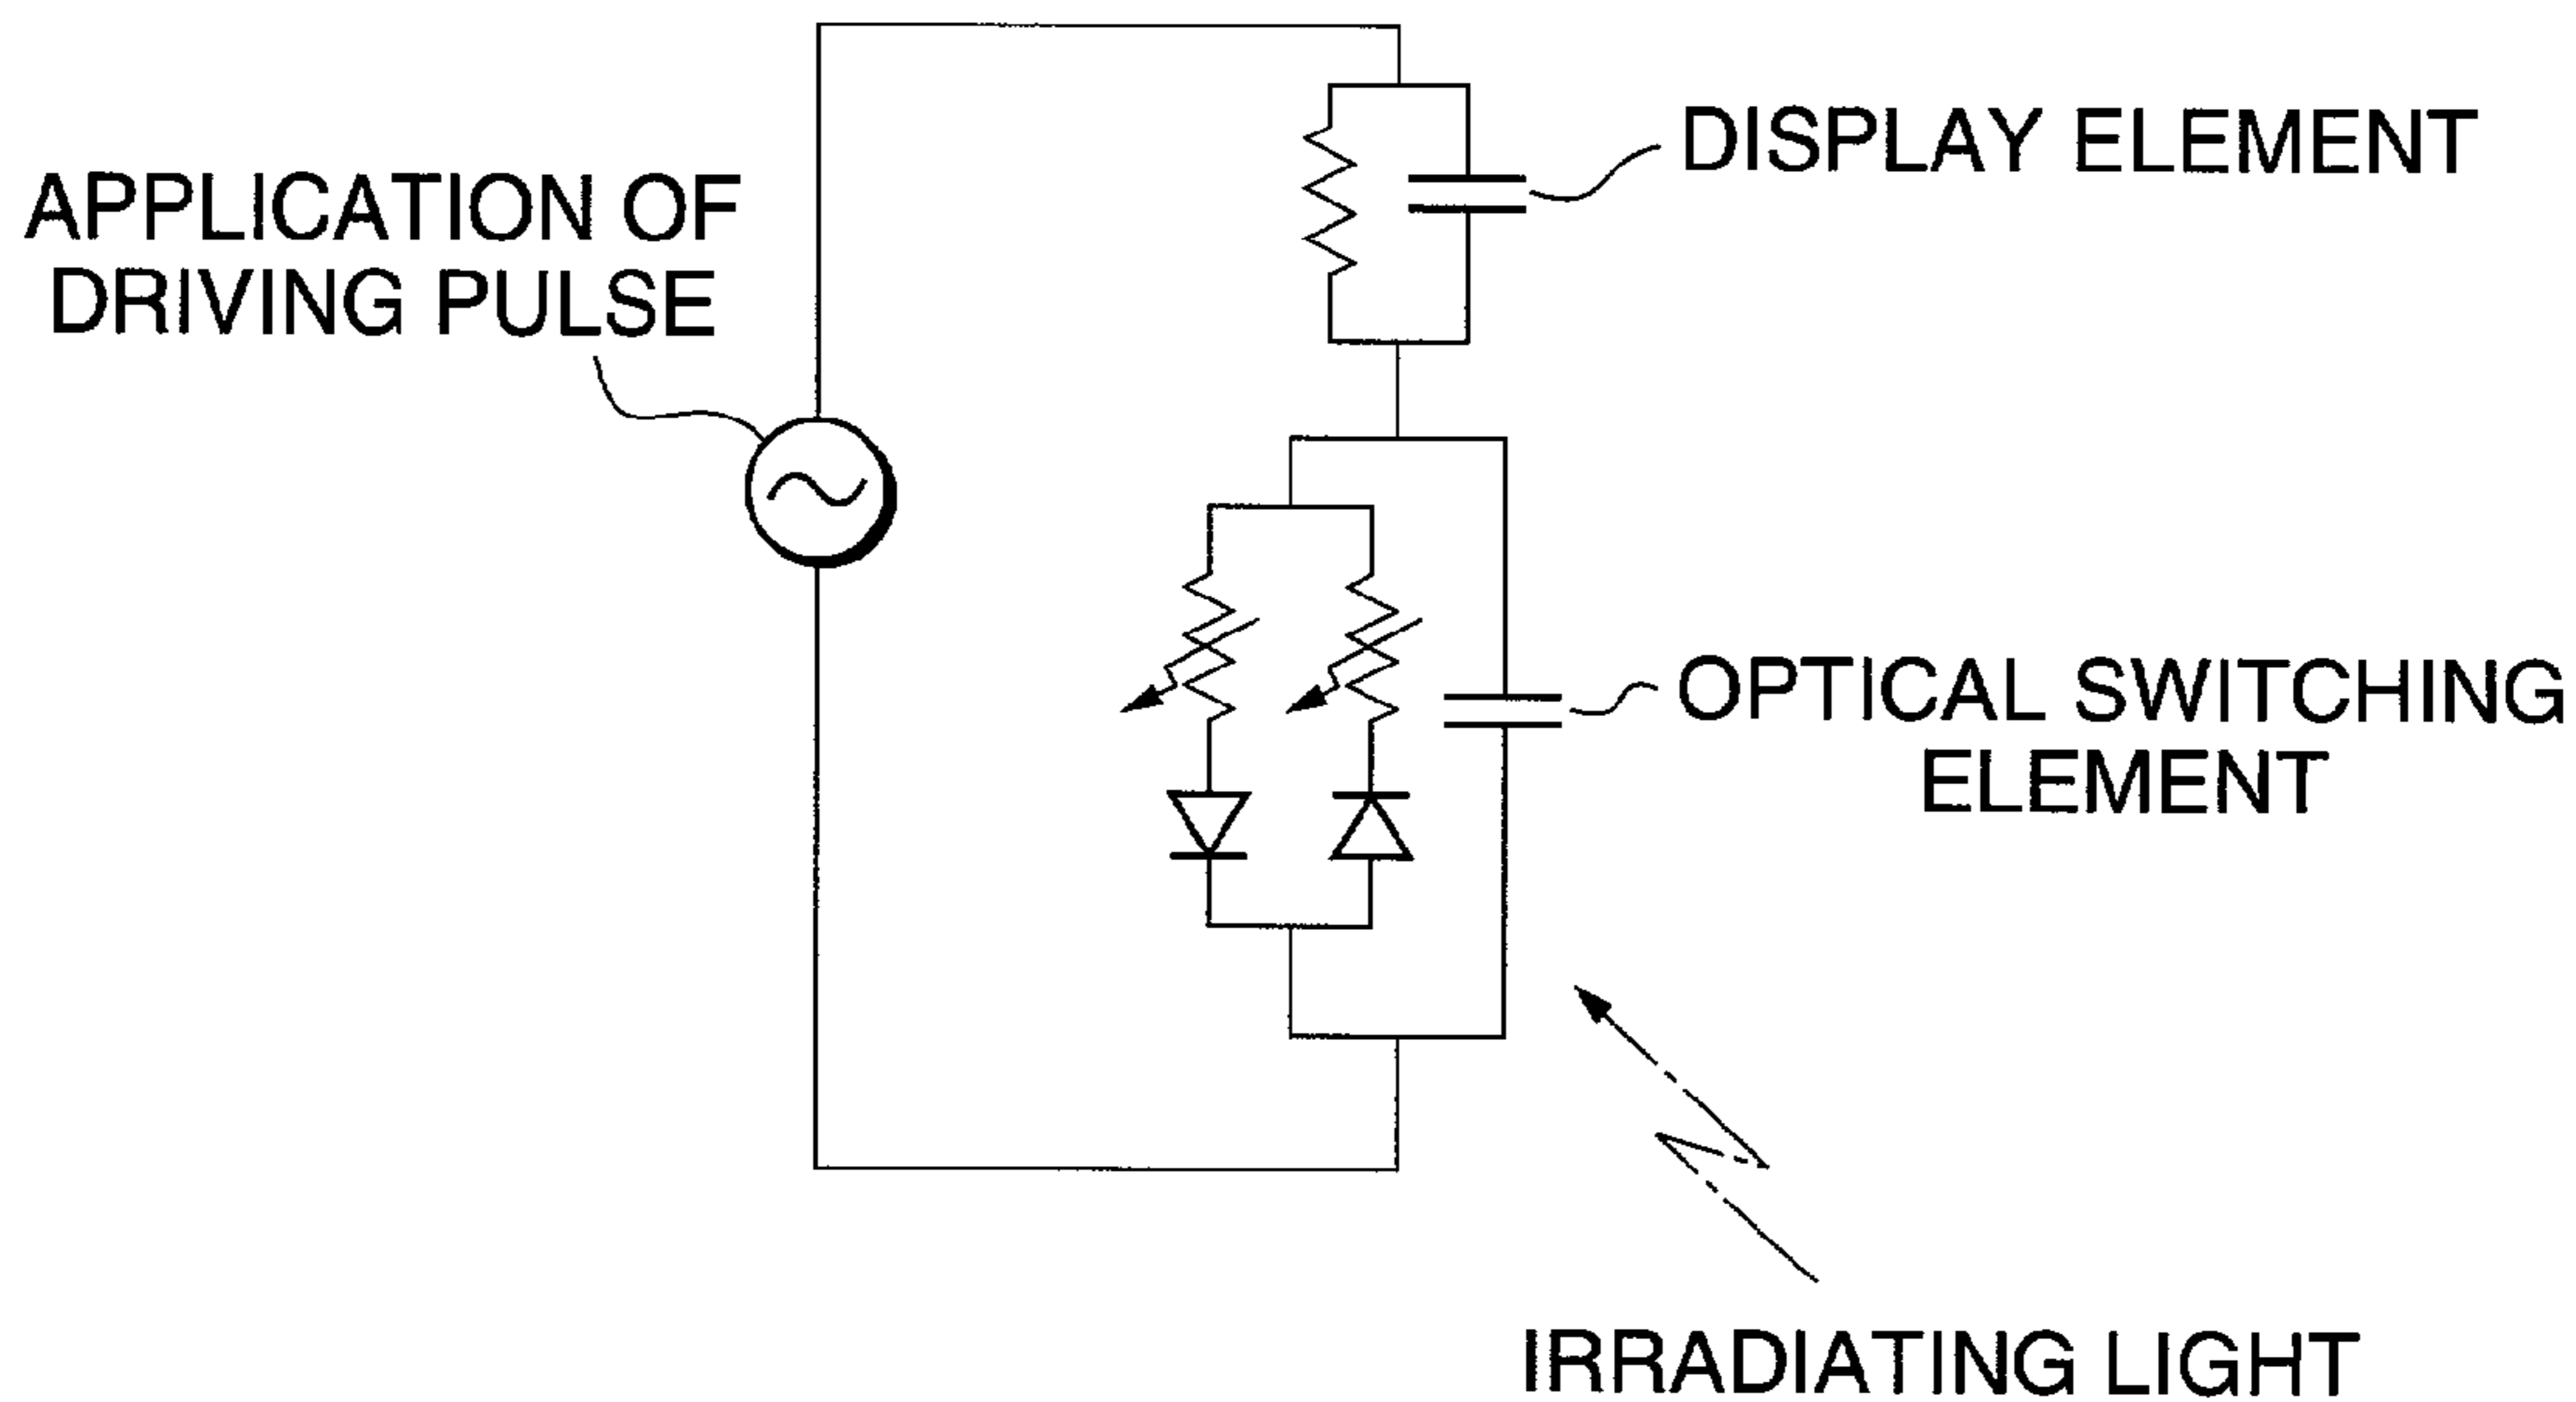 APPLICATION OF
DRIVING PULSE
DISPLAY ELEMENT
OPTICAL SWITCHING
ELEMENT
IRRADIATING LIGHT